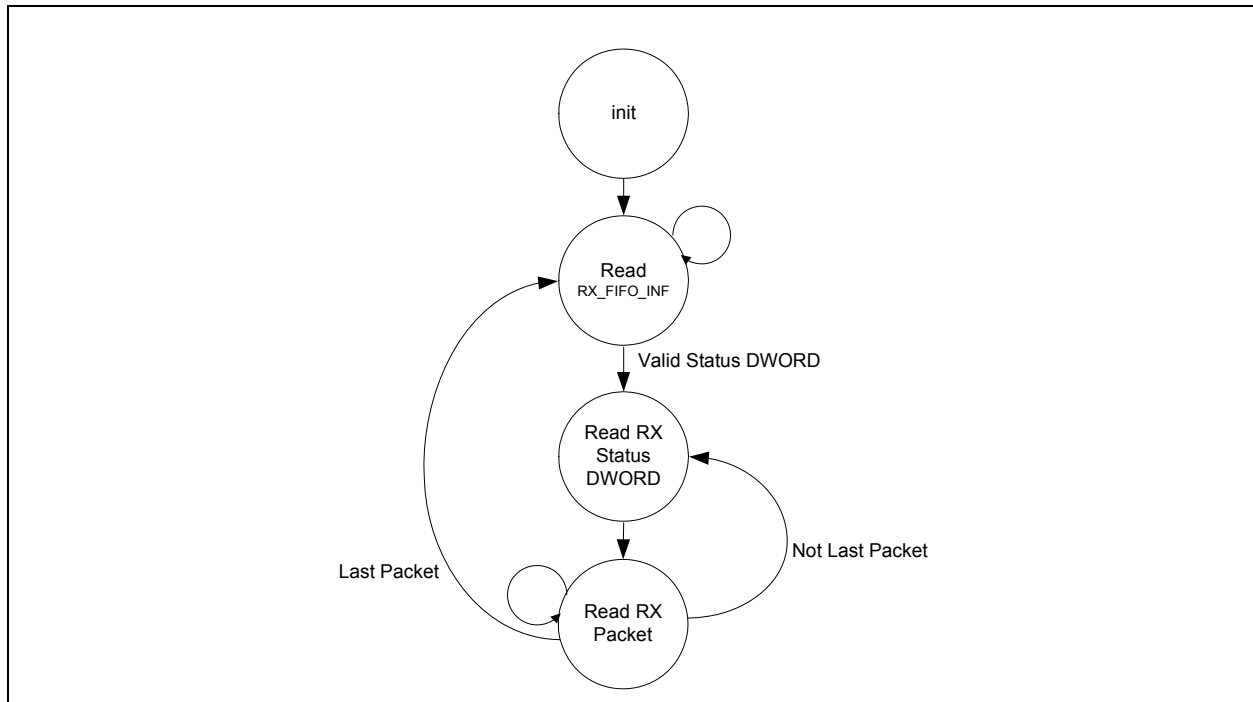 init
Read
RX_FIFO_INF
Valid Status DWORD
Read RX
Status
DWORD
Not Last Packet
Last Packet
Read RX
Packet